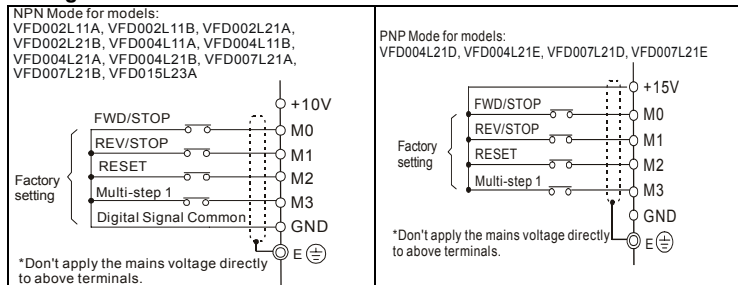 NPN Mode for models:
VFD002L11A, VFD002L11B, VFD002L21A,
VFD002L21B, VFD004L11A, VFD004L11B,
VFD004L21A, VFD004L21B, VFD007L21A,
VFD007L21B, VFD015L23A
+10V
FWD/STOP
M0
REV/STOP
M1
RESET
M2
Factory
setting
Multi-step 1
M3
Digital Signal Common
GND
E
*Don't apply the mains voltage directly
to above terminals.
PNP Mode for models:
VFD004L21D, VFD004L21E, VFD007L21D, VFD007L21E
+15V
FWD/STOP
M0
REV/STOP
M1
Factory
setting
RESET
M2
Multi-step 1
M3
GND
*Don't apply the mains voltage directly
to above terminals.
E